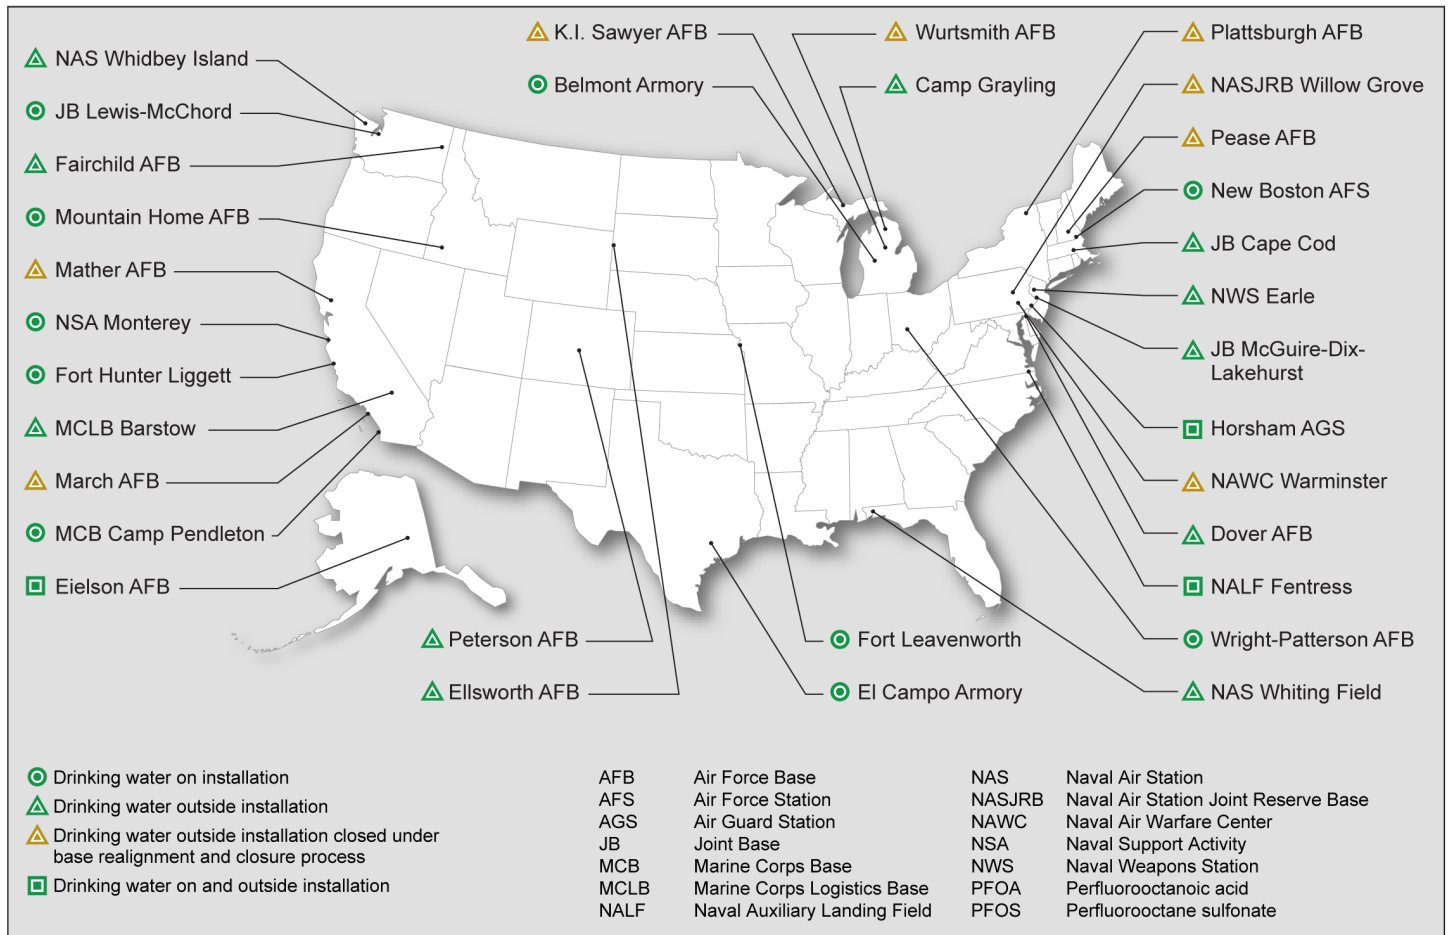 NAS Whidbey Island
JB Lewis-McChord
Fairchild AFB
Mountain Home AFB
Mather AFB
NSA Monterey
Fort Hunter Liggett
MCLB Barstow
March AFB
MCB Camp Pendleton
Eielson AFB
K.I. Sawyer AFB
Belmont Armory
Wurtsmith AFB
Camp Grayling
Plattsburgh AFB
NASJRB Willow Grove
Pease AFB
New Boston AFS
JB Cape Cod
NWS Earle
JB McGuire-Dix-
Lakehurst
Horsham AGS
NAWC Warminster
Dover AFB
NALF Fentress
Wright-Patterson AFB
NAS Whiting Field
Peterson AFB
Ellsworth AFB
Fort Leavenworth
El Campo Armory
Drinking water on installation
Drinking water outside installation
Drinking water outside installation closed under
base realignment and closure process
Drinking water on and outside installation
AFB Air Force Base
AFS Air Force Station
AGS Air Guard Station
JB Joint Base
MCB Marine Corps Base
MCLB Marine Corps Logistics Base
NALF Naval Auxiliary Landing Field
NAS Naval Air Station
NASJRB Naval Air Station Joint Reserve Base
NAWC Naval Air Warfare Center
NSA Naval Support Activity
NWS Naval Weapons Station
PFOA Perfluorooctanoic acid
PFOS Perfluorooctane sulfonate